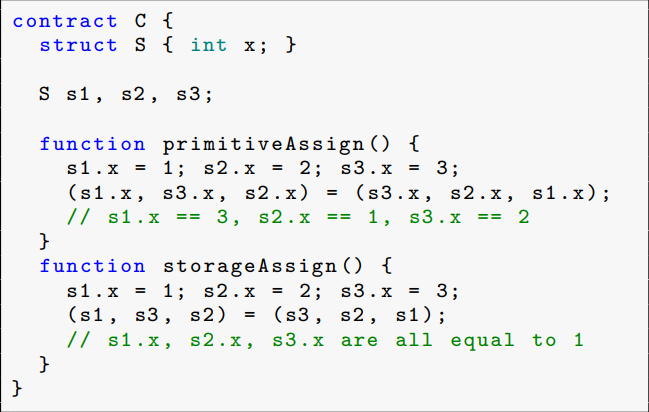 contract C {
  struct S { int x; }

  S s1, s2, s3;

  function primitiveAssign() {
    s1.x = 1; s2.x = 2; s3.x = 3;
    (s1.x, s3.x, s2.x) = (s3.x, s2.x, s1.x);
    // s1.x == 3, s2.x == 1, s3.x == 2
  }
  function storageAssign() {
    s1.x = 1; s2.x = 2; s3.x = 3;
    (s1, s3, s2) = (s3, s2, s1);
    // s1.x, s2.x, s3.x are all equal to 1
  }
}